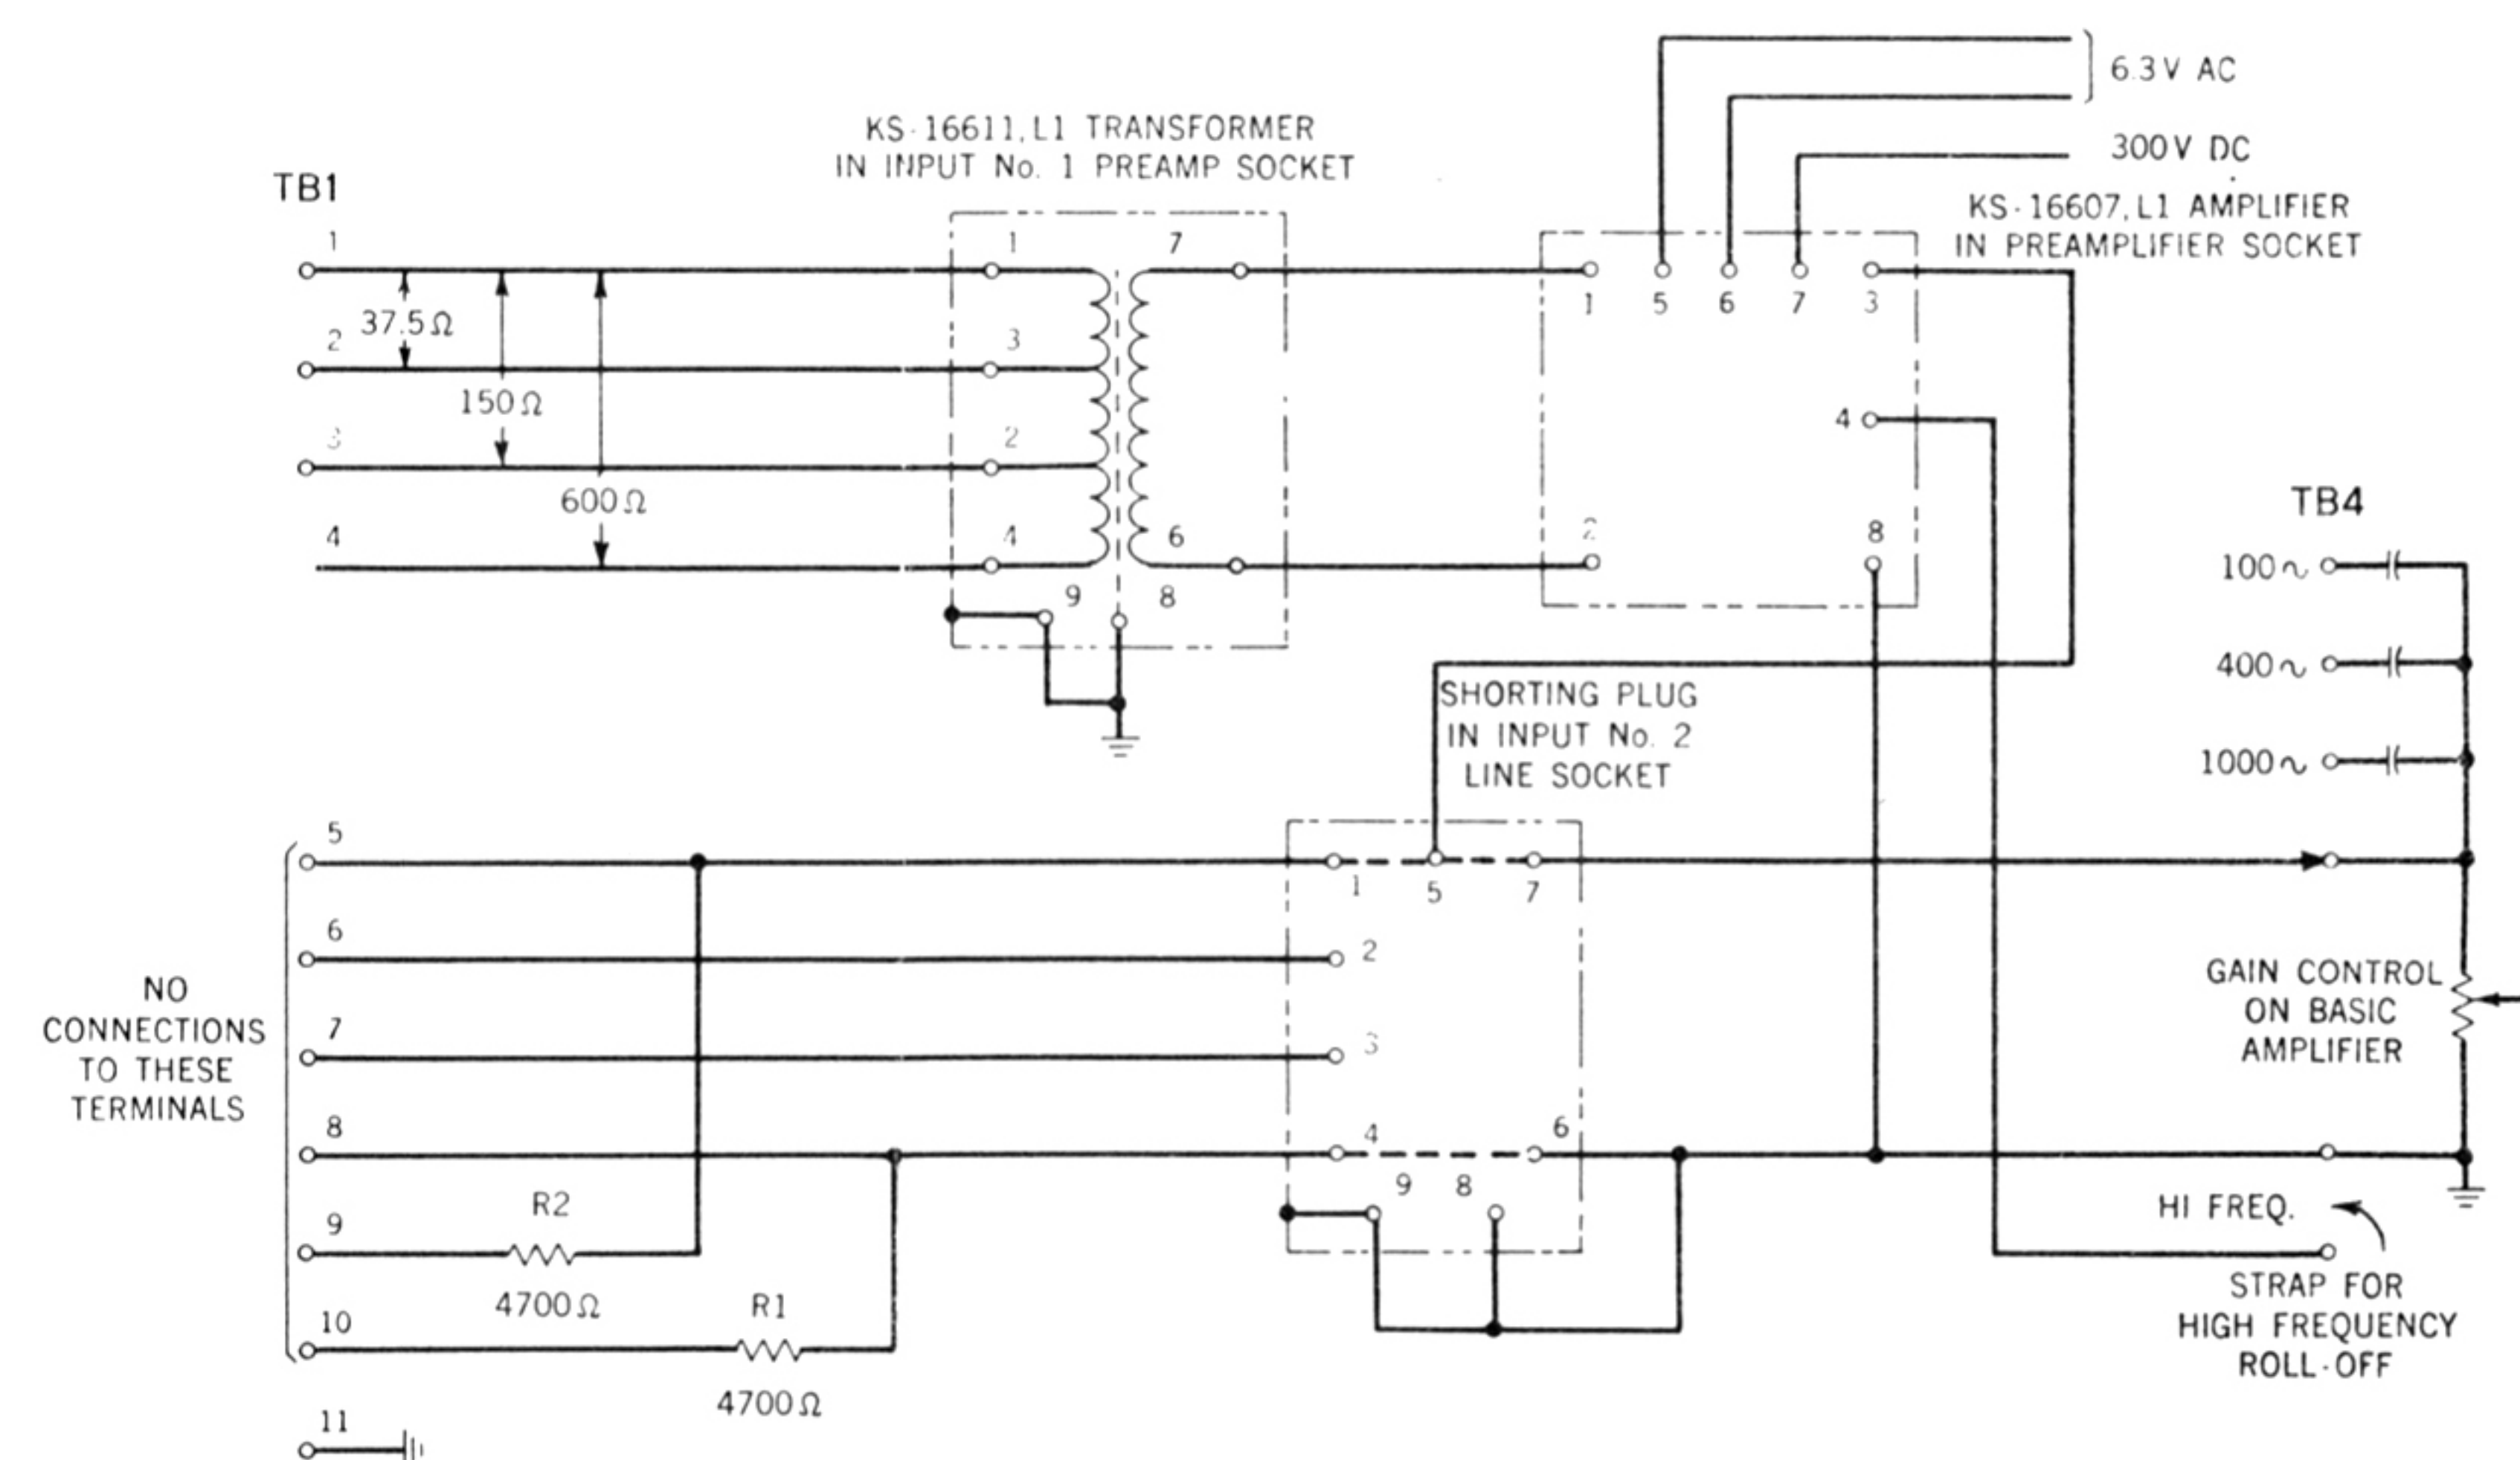 6.3 V AC
300 V DC
KS-16611, L1 TRANSFORMER
IN INPUT No. 1 PREAMP SOCKET
KS-16607, L1 AMPLIFIER
IN PREAMPLIFIER SOCKET
TB1
1
2
3
4
37.5Ω
150Ω
600Ω
1
3
2
4
7
6
9
8
1
5
6
7
3
4
2
8
TB4
100∿
400∿
1000∿
SHORTING PLUG
IN INPUT No. 2
LINE SOCKET
NO
CONNECTIONS
TO THESE
TERMINALS
5
6
7
8
9
10
11
R2
4700Ω
R1
4700Ω
1
5
7
2
3
4
6
9
8
GAIN CONTROL
ON BASIC
AMPLIFIER
HI FREQ.
STRAP FOR
HIGH FREQUENCY
ROLL-OFF